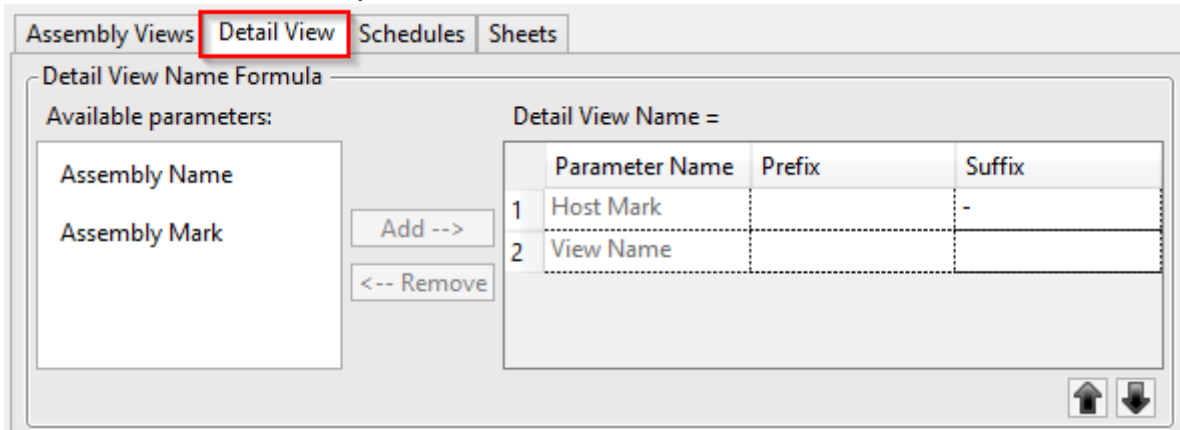 Assembly Views Detail View Schedules Sheets
Detail View Name Formula
Available parameters:
Detail View Name =
Assembly Name
Assembly Mark
Add -->
<-- Remove
Parameter Name Prefix Suffix
1 Host Mark -
2 View Name